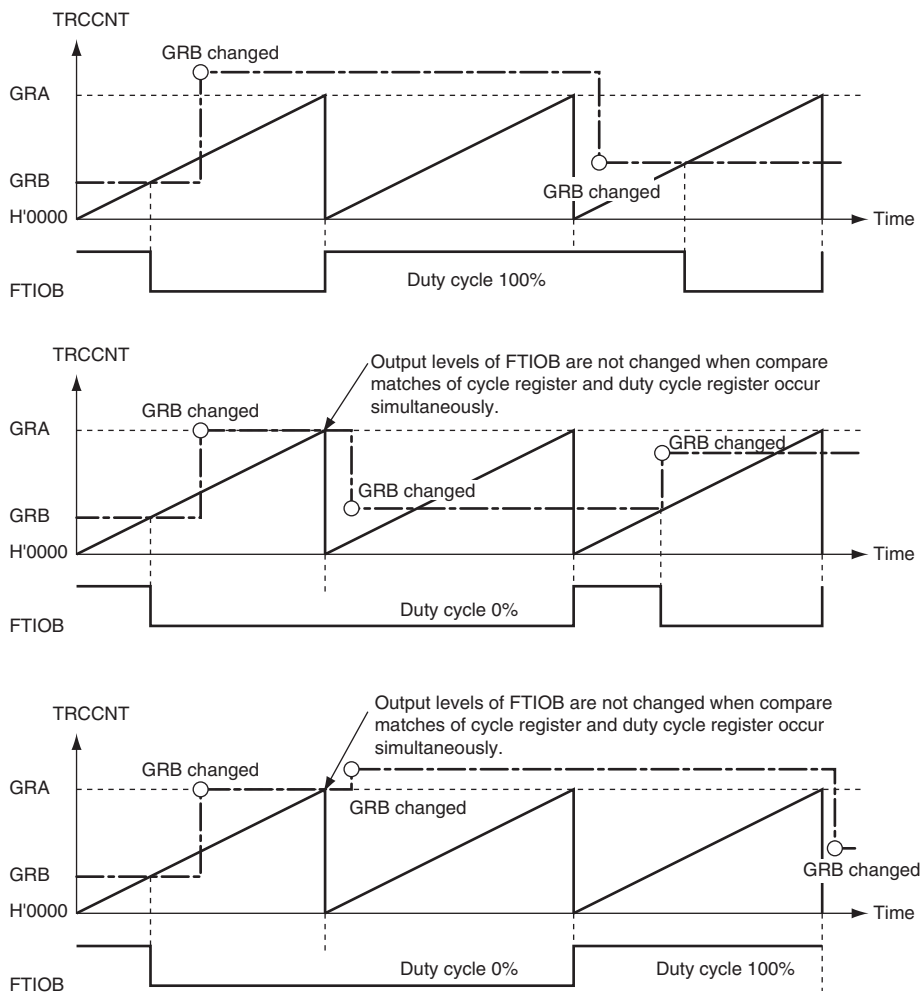 TRCCNT
GRB changed
GRA
GRB changed
GRB
H'0000
Time
Duty cycle 100%
FTIOB
TRCCNT
Output levels of FTIOB are not changed when compare
matches of cycle register and duty cycle register occur
simultaneously.
GRB changed
GRA
GRB changed
GRB changed
GRB
H'0000
Time
Duty cycle 0%
FTIOB
TRCCNT
Output levels of FTIOB are not changed when compare
matches of cycle register and duty cycle register occur
simultaneously.
GRB changed
GRA
GRB changed
GRB
GRB changed
H'0000
Time
Duty cycle 0%
Duty cycle 100%
FTIOB